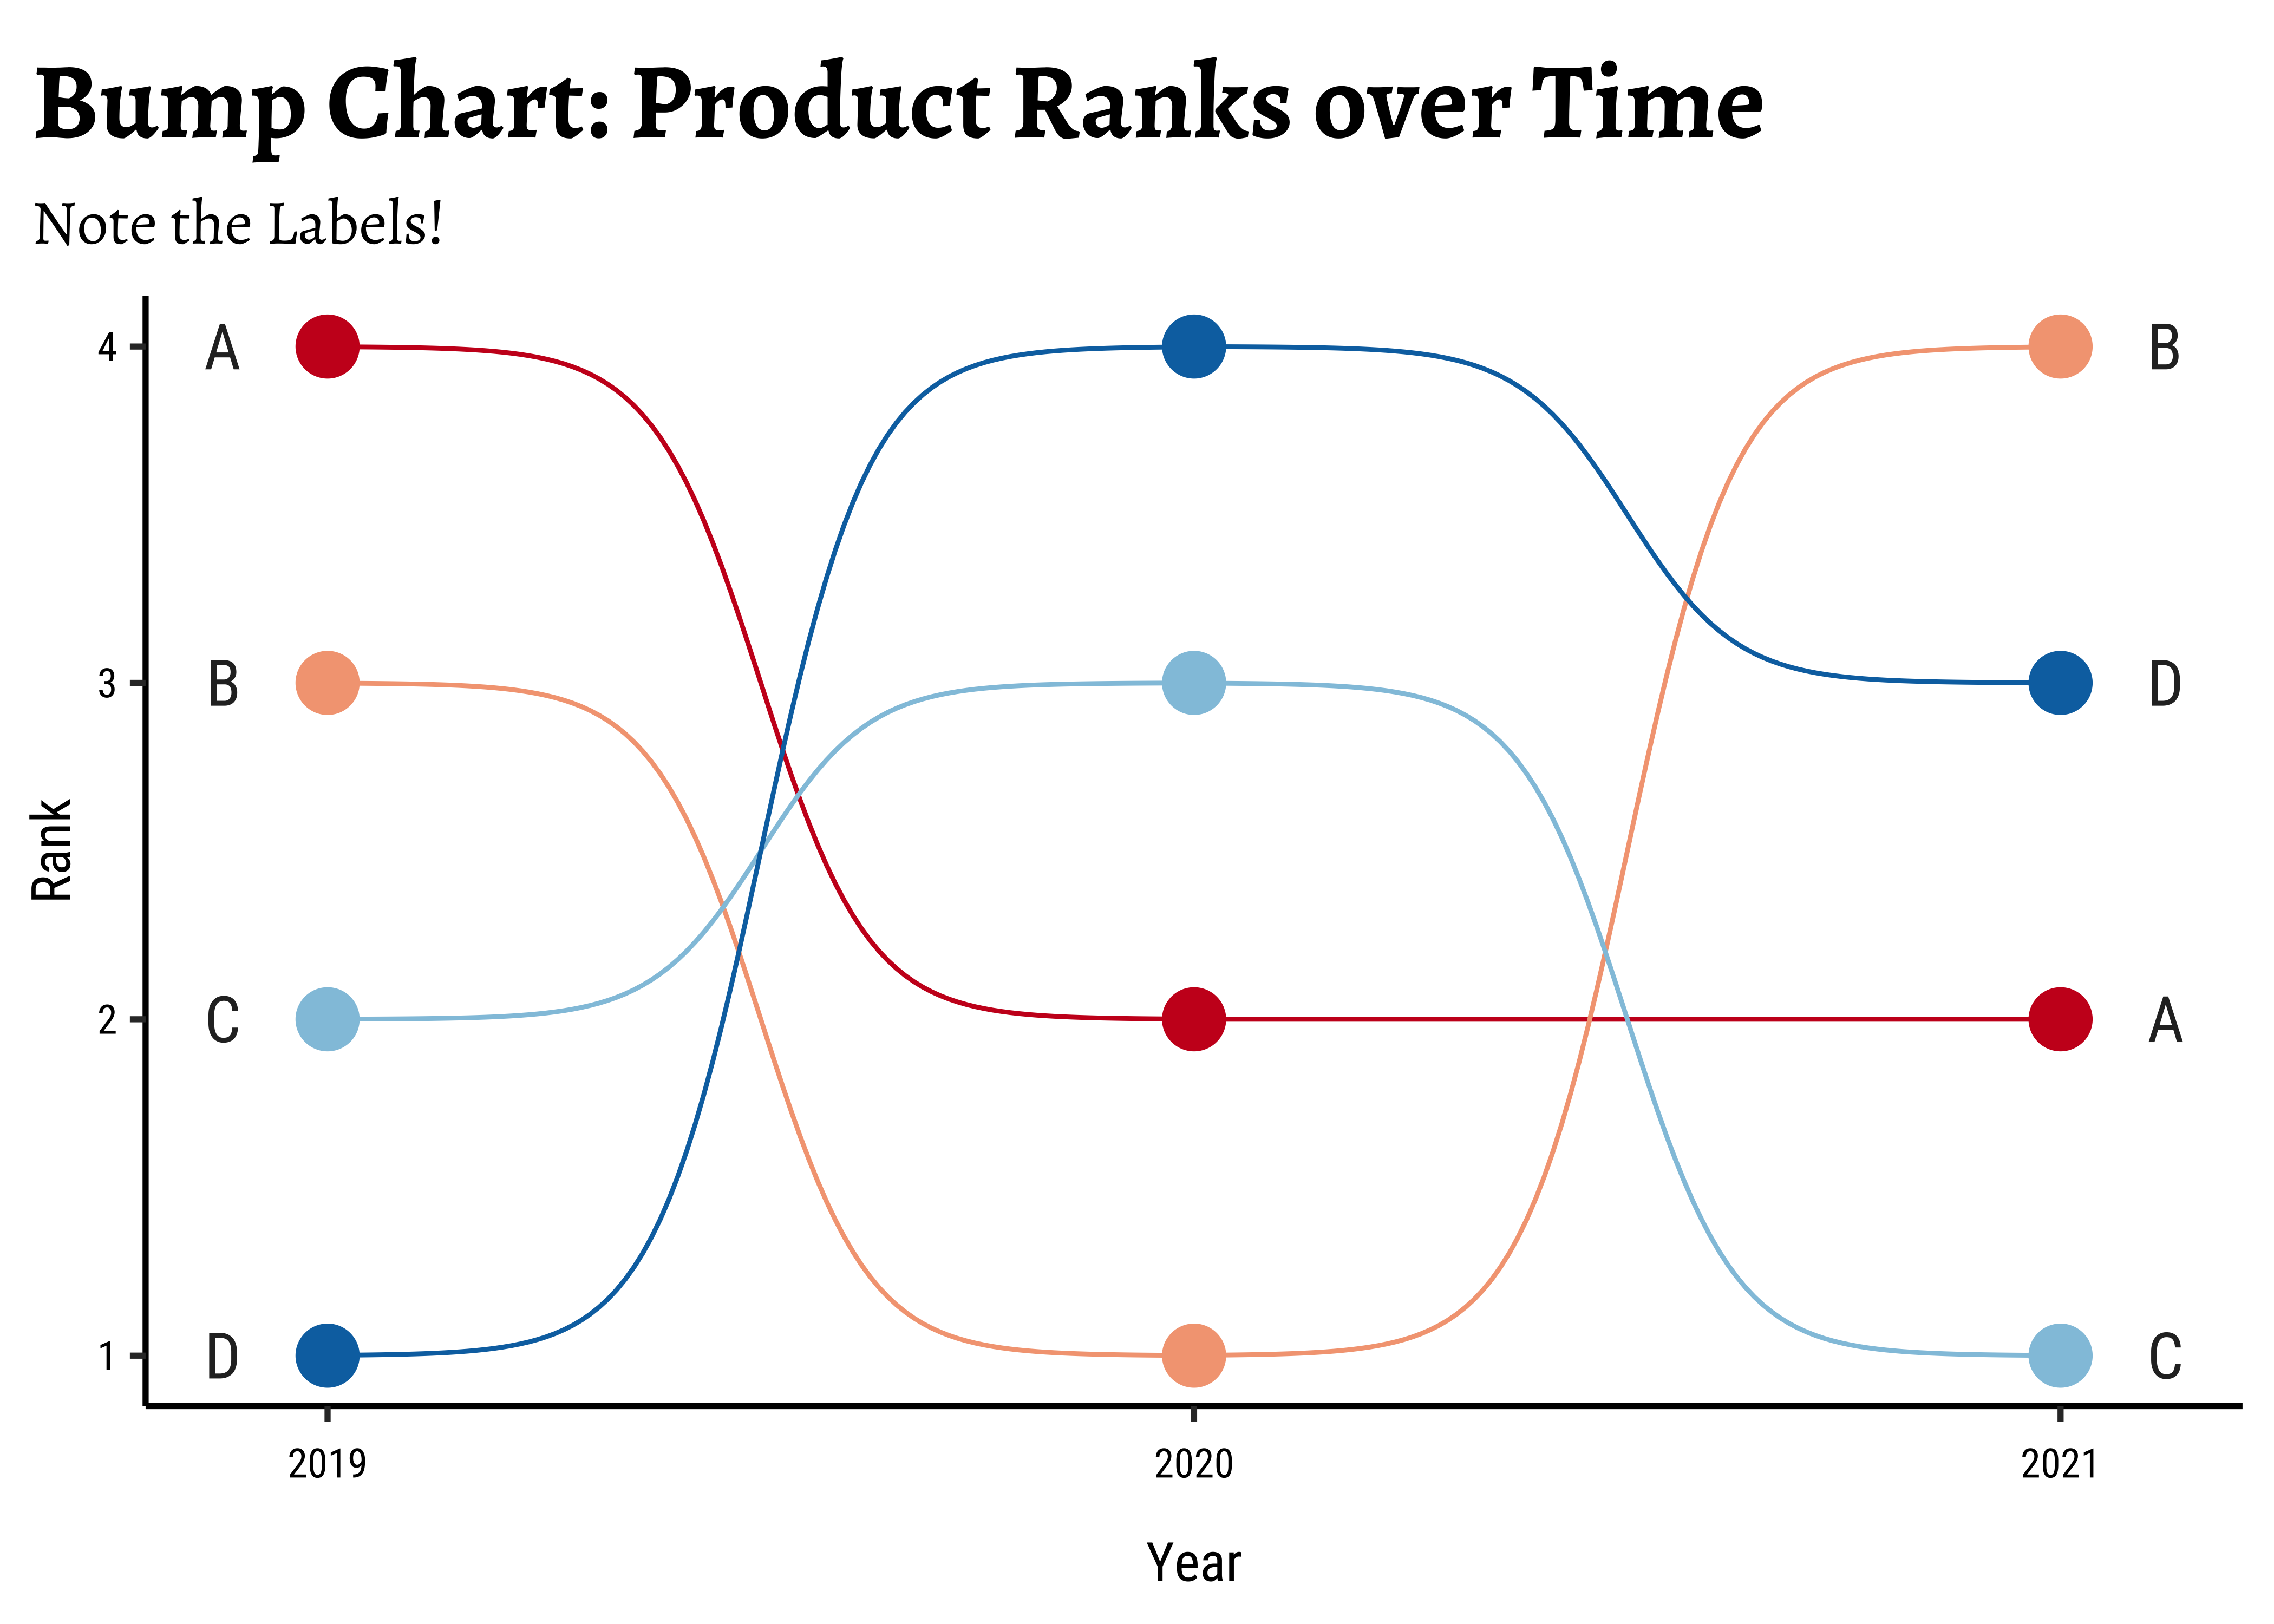 Bump Chart: Product Ranks over Time
Note the Labels!
4
A
B
3
B
D
Rank
2
C
A
1
D
C
2019
2020
2021
Year